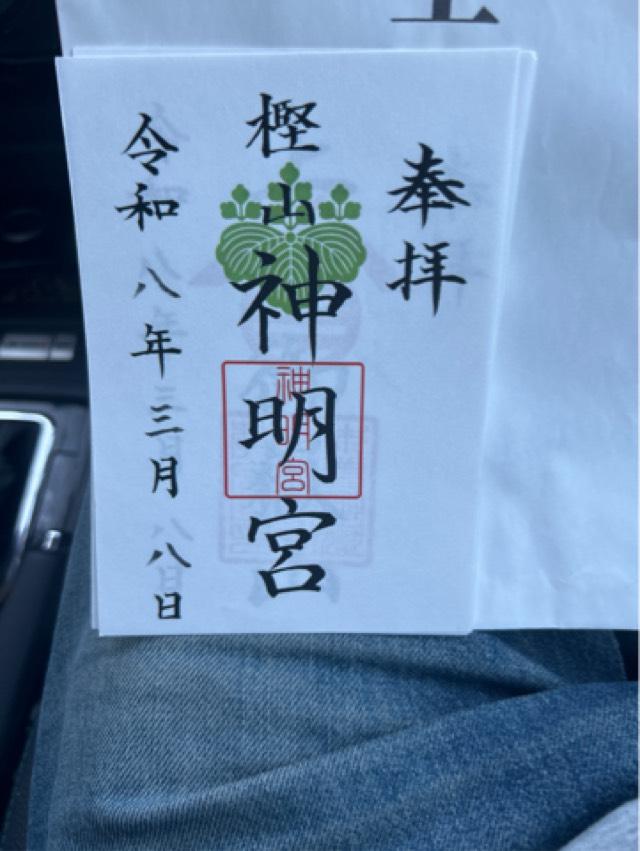 奉拝
樫山神明宮
神明宮
令和八年三月八日